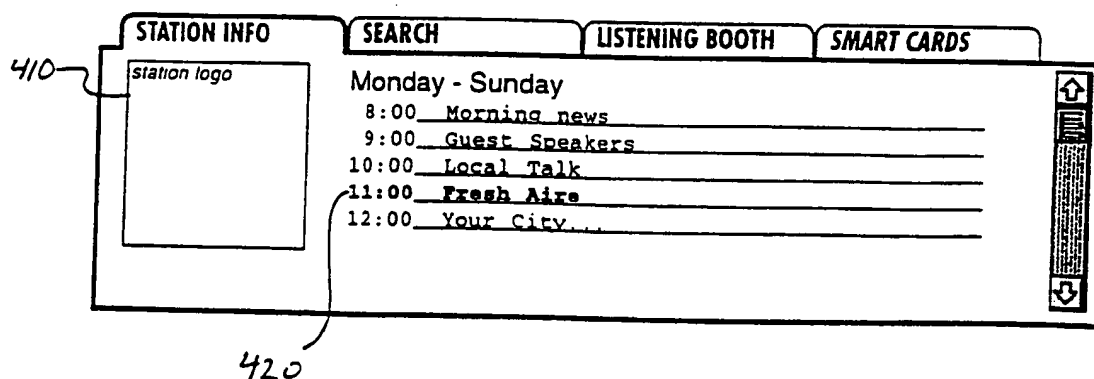 STATION INFO SEARCH LISTENING BOOTH SMART CARDS
410 station logo
Monday - Sunday
8:00 Morning news
9:00 Guest Speakers
10:00 Local Talk
11:00 Fresh Aire
12:00 Your City...
420